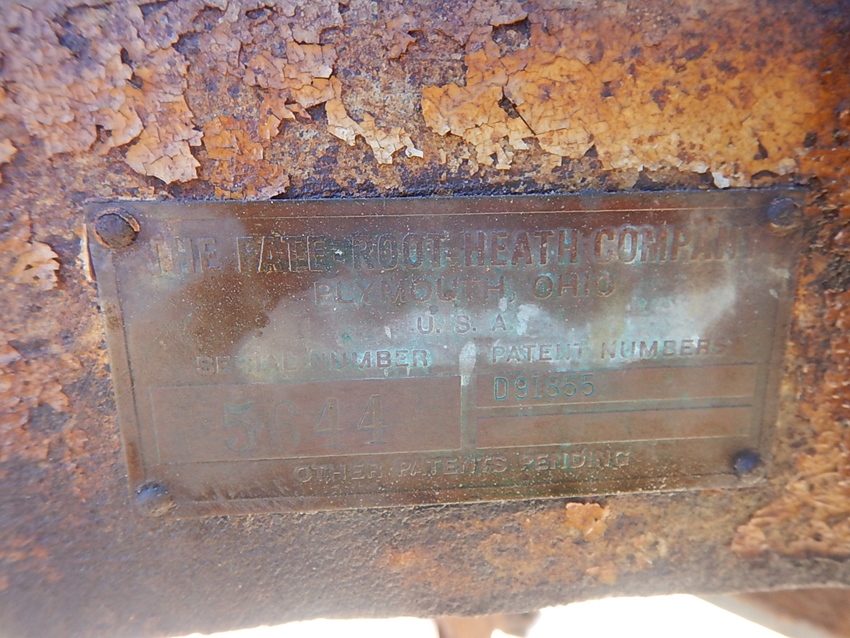 THE FATE-ROOT-HEATH COMPANY
PLYMOUTH, OHIO
U. S. A.
SERIAL NUMBER
PATENT NUMBERS
5644
D91855
OTHER PATENTS PENDING